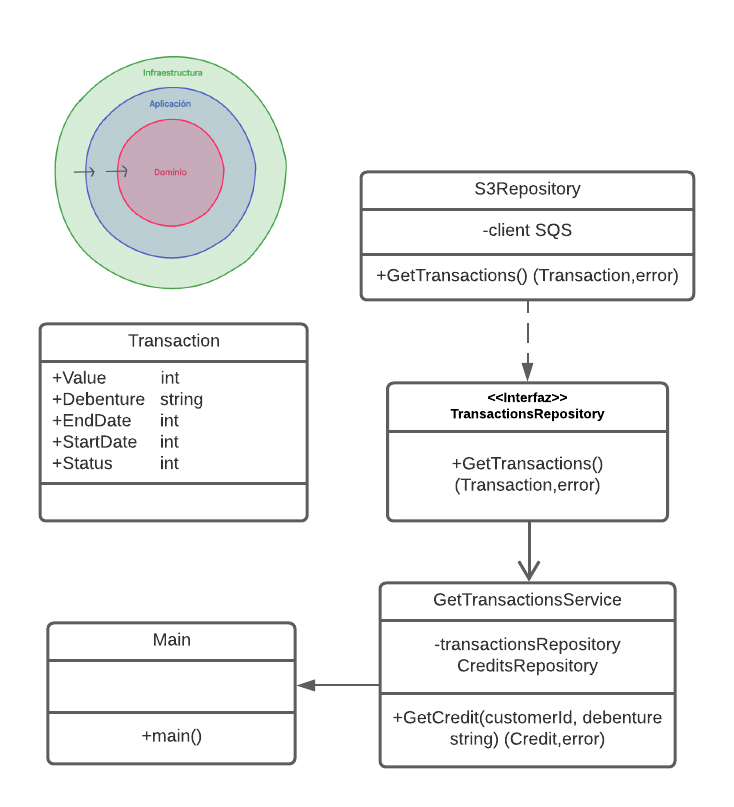 Infraestructura
Aplicación
Dominio
S3Repository
-client SQS
+GetTransactions() (Transaction,error)
Transaction
+Value int
+Debenture string
+EndDate int
+StartDate int
+Status int
<<Interfaz>>
TransactionsRepository
+GetTransactions()
(Transaction,error)
GetTransactionsService
-transactionsRepository
CreditsRepository
+GetCredit(customerId, debenture
string) (Credit,error)
Main
+main()